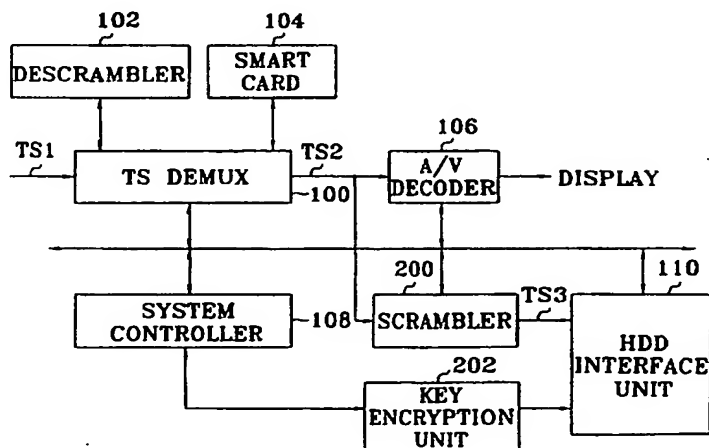 102
104
DESCRAMBLER
SMART
CARD
TS1
TS DEMUX
100
TS2
106
A/V
DECODER
DISPLAY
200
110
SYSTEM
CONTROLLER
108
SCRAMBLER
TS3
HDD
INTERFACE
UNIT
202
KEY
ENCRYPTION
UNIT